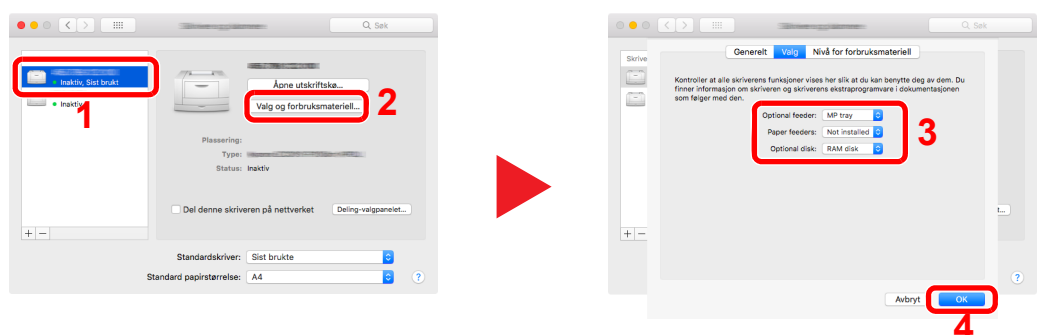 Søk
Inaktiv, Sist brukt
Inaktiv
1
Åpne utskriftskø...
Valg og forbruksmateriell...
2
Plassering:
Type:
Status: Inaktiv
Del denne skriveren på nettverket
Deling-valgpanelet...
+ −
Standardskriver: Sist brukte
Standard papirstørrelse: A4
?
Søk
Skrive
Generelt Valg Nivå for forbruksmateriell
Kontroller at alle skriverens funksjoner vises her slik at du kan benytte deg av dem. Du
finner informasjon om skriveren og skriverens ekstraprogramvare i dokumentasjonen
som følger med den.
Optional feeder: MP tray
Paper feeders: Not installed
Optional disk: RAM disk
3
+ −
?
Avbryt OK
4